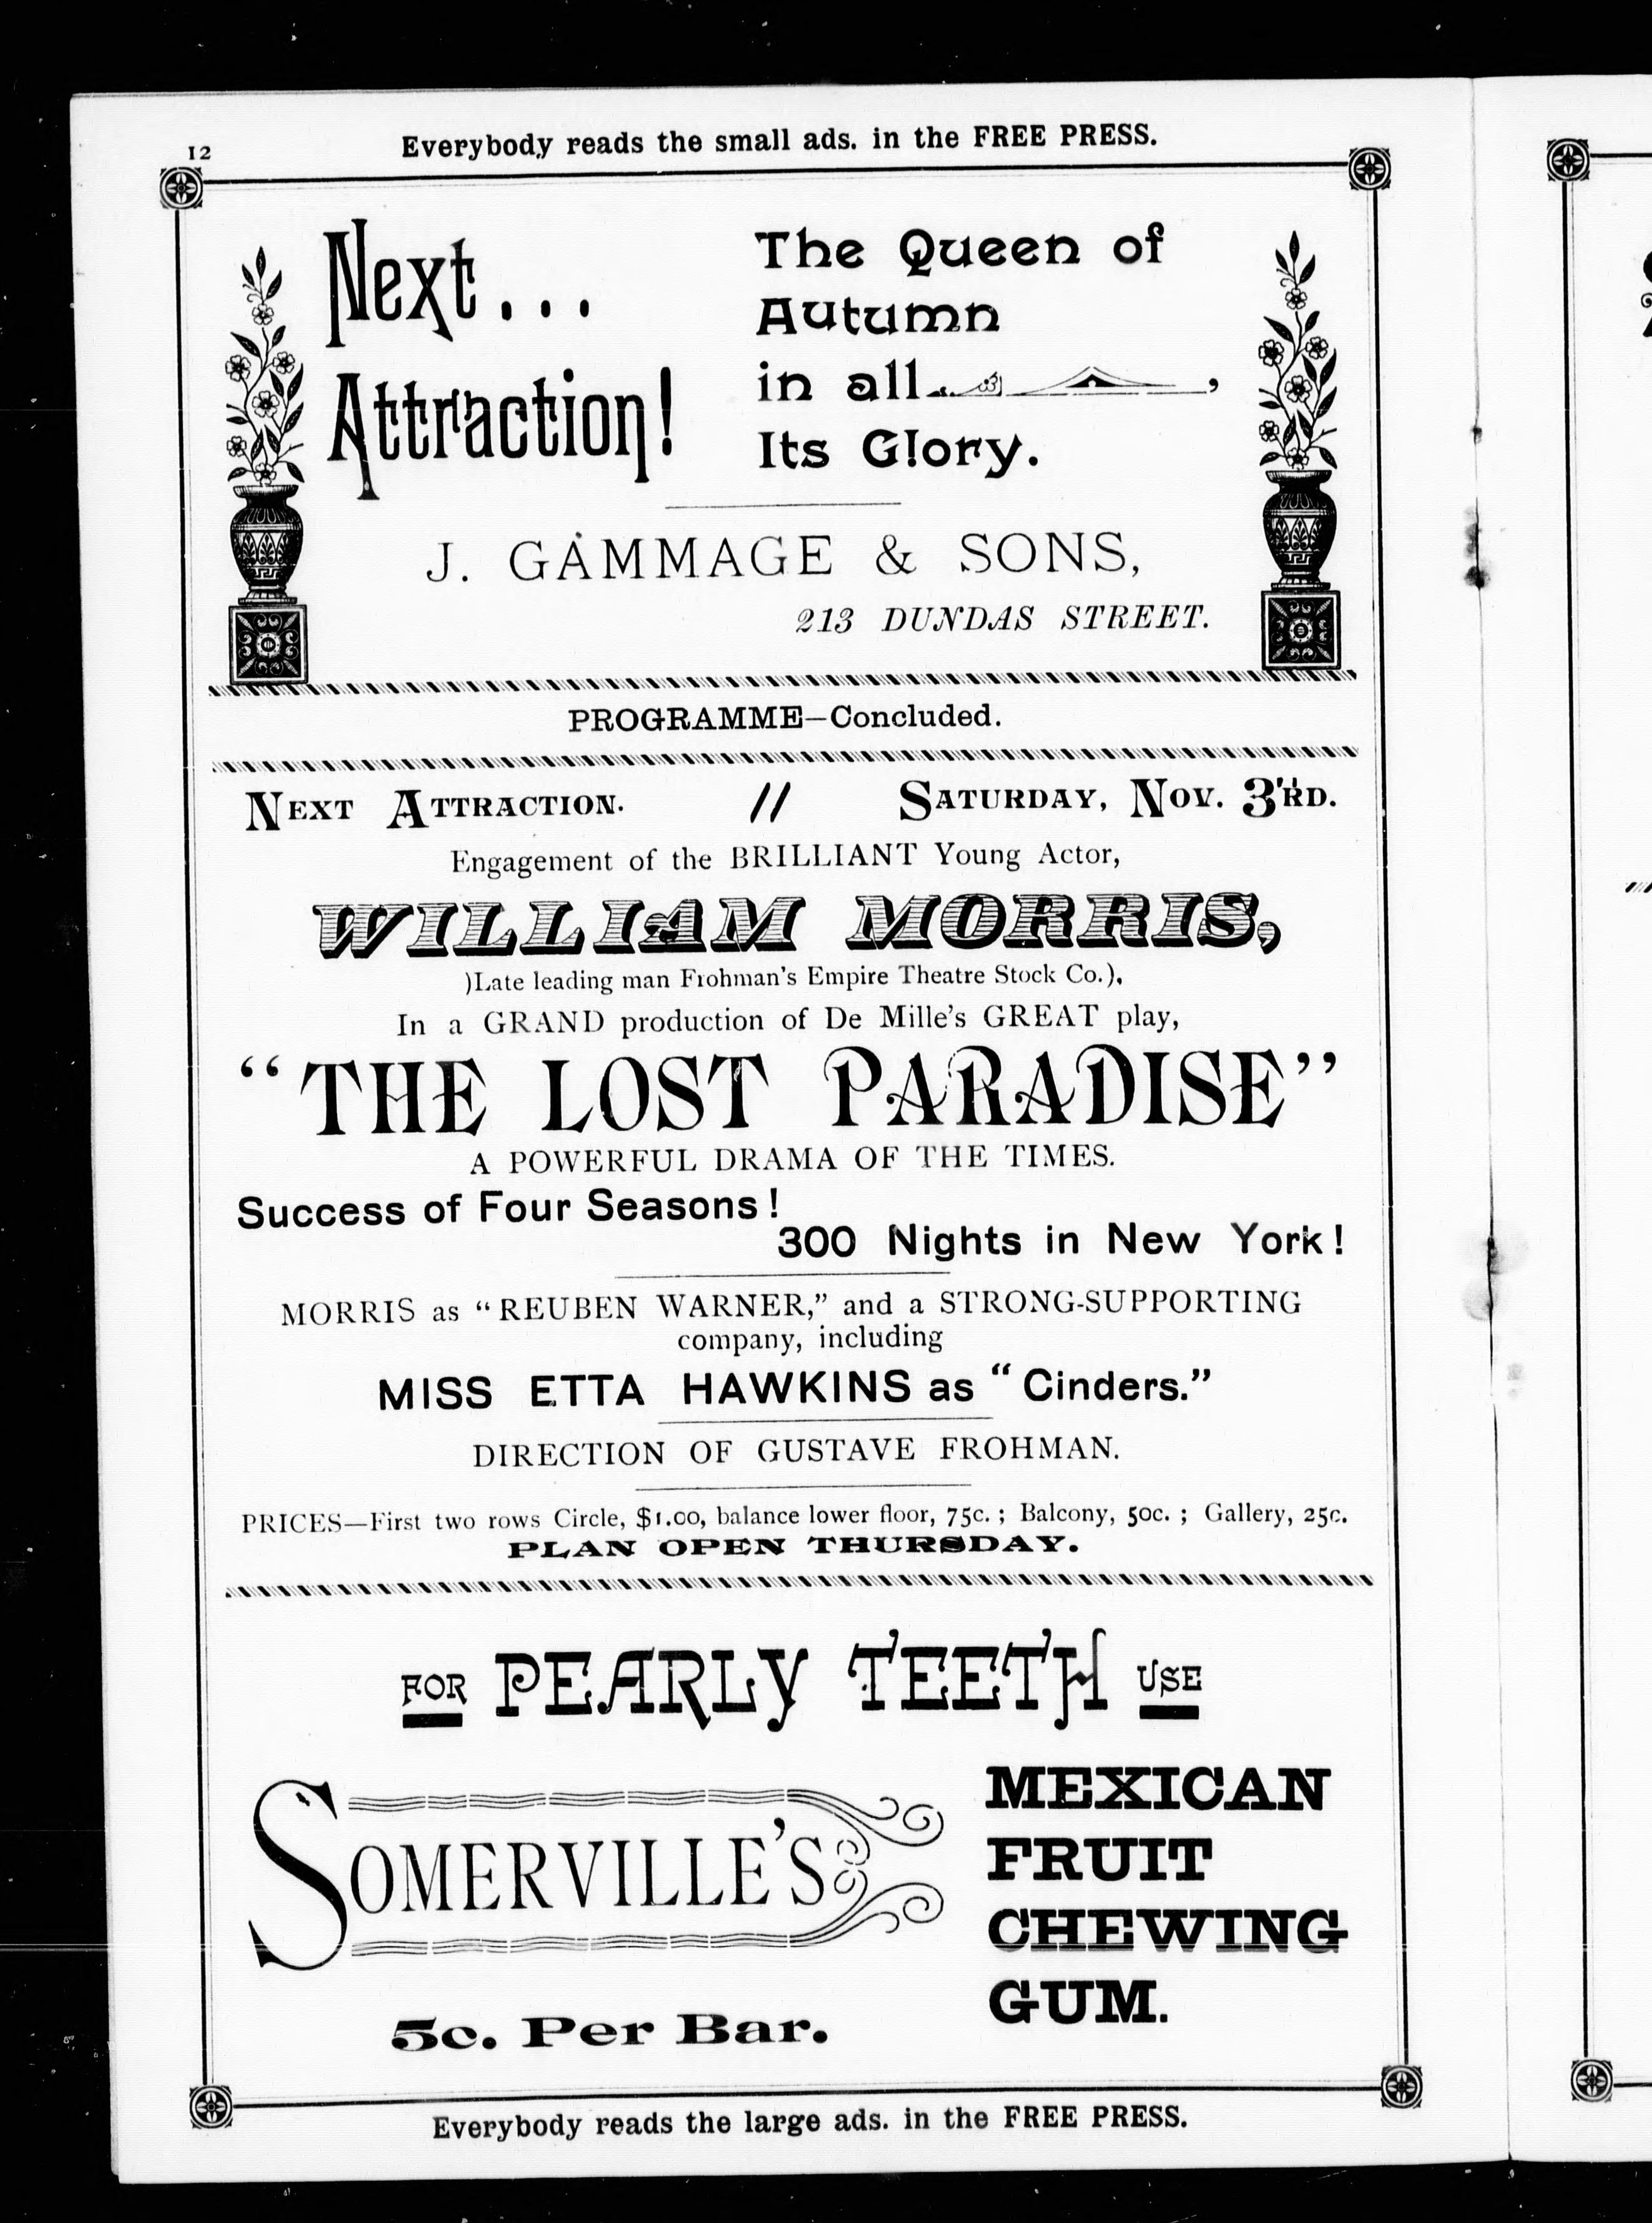 12
Everybody reads the small ads. in the FREE PRESS.
Next...
Attraction!
The Queen of
Autumn
in all
Its Glory.
J. GAMMAGE & SONS,
213 DUNDAS STREET.
PROGRAMME—Concluded.
NEXT ATTRACTION. // SATURDAY, NOV. 3RD.
Engagement of the BRILLIANT Young Actor,
WILLIAM MORRIS,
)Late leading man Frohman's Empire Theatre Stock Co.),
In a GRAND production of De Mille's GREAT play,
"THE LOST PARADISE"
A POWERFUL DRAMA OF THE TIMES.
Success of Four Seasons!
300 Nights in New York!
MORRIS as "REUBEN WARNER," and a STRONG-SUPPORTING
company, including
MISS ETTA HAWKINS as "Cinders."
DIRECTION OF GUSTAVE FROHMAN.
PRICES—First two rows Circle, $1.00, balance lower floor, 75c.; Balcony, 50c.; Gallery, 25c.
PLAN OPEN THURSDAY.
FOR PEARLY TEETH USE
SOMERVILLE'S
MEXICAN
FRUIT
CHEWING
GUM.
5c. Per Bar.
Everybody reads the large ads. in the FREE PRESS.